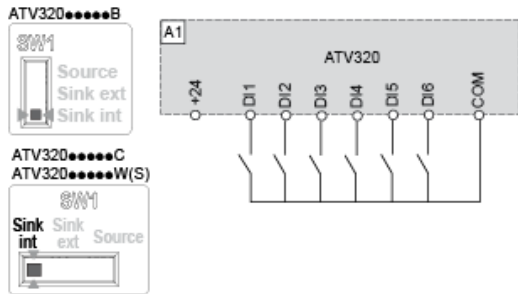 ATV320●●●●●B
SW1
Source
Sink ext
Sink int
ATV320●●●●●C
ATV320●●●●●W(S)
SW1
Sink int
Sink ext
Source
A1
ATV320
+24
DI1
DI2
DI3
DI4
DI5
DI6
COM